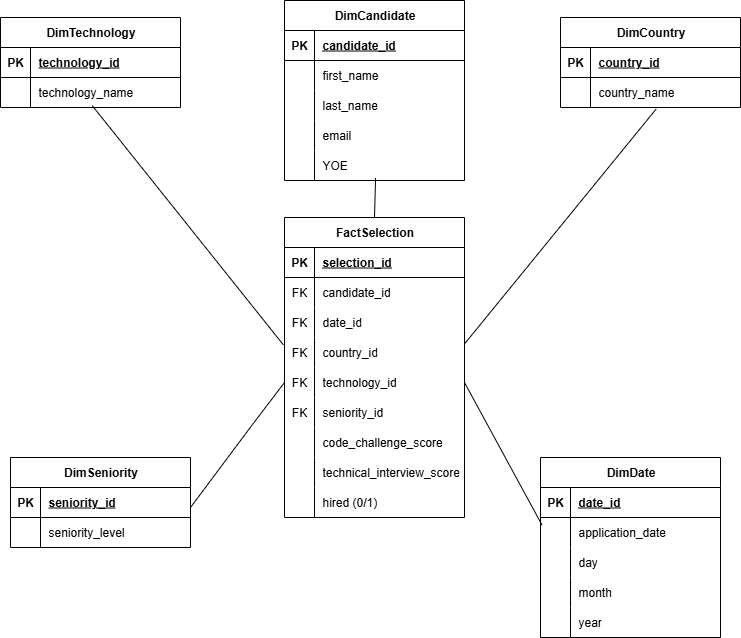 DimTechnology
PK technology_id
technology_name
DimCandidate
PK candidate_id
first_name
last_name
email
YOE
DimCountry
PK country_id
country_name
FactSelection
PK selection_id
FK candidate_id
FK date_id
FK country_id
FK technology_id
FK seniority_id
code_challenge_score
technical_interview_score
hired (0/1)
DimSeniority
PK seniority_id
seniority_level
DimDate
PK date_id
application_date
day
month
year